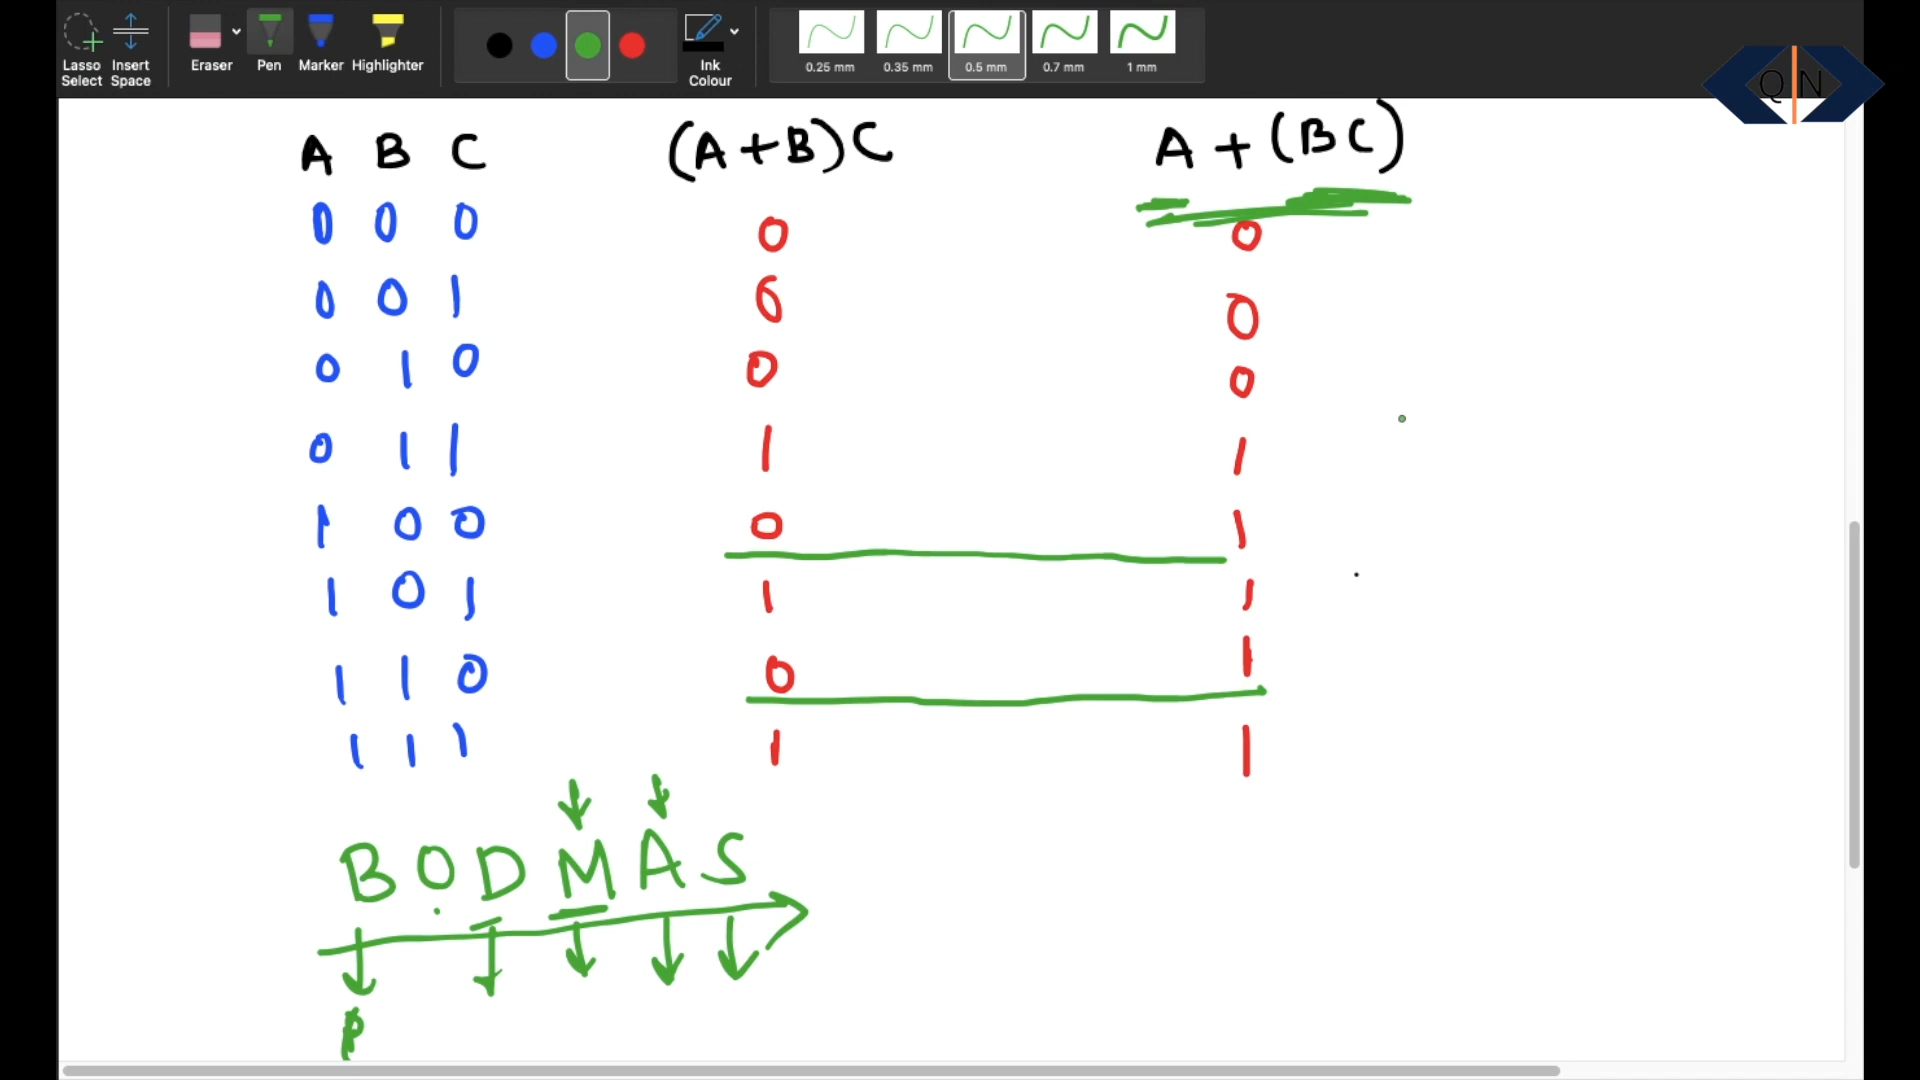 Lasso Select Insert Space Eraser Pen Marker Highlighter Ink Colour 0.25 mm 0.35 mm 0.5 mm 0.7 mm 1 mm
Q N
A B C (A+B)C A+(BC)
0 0 0 0 0
0 0 1 0 0
0 1 0 0 0
0 1 1 1 1
1 0 0 0 1
1 0 1 1 1
1 1 0 0 1
1 1 1 1 1
BODMAS
P